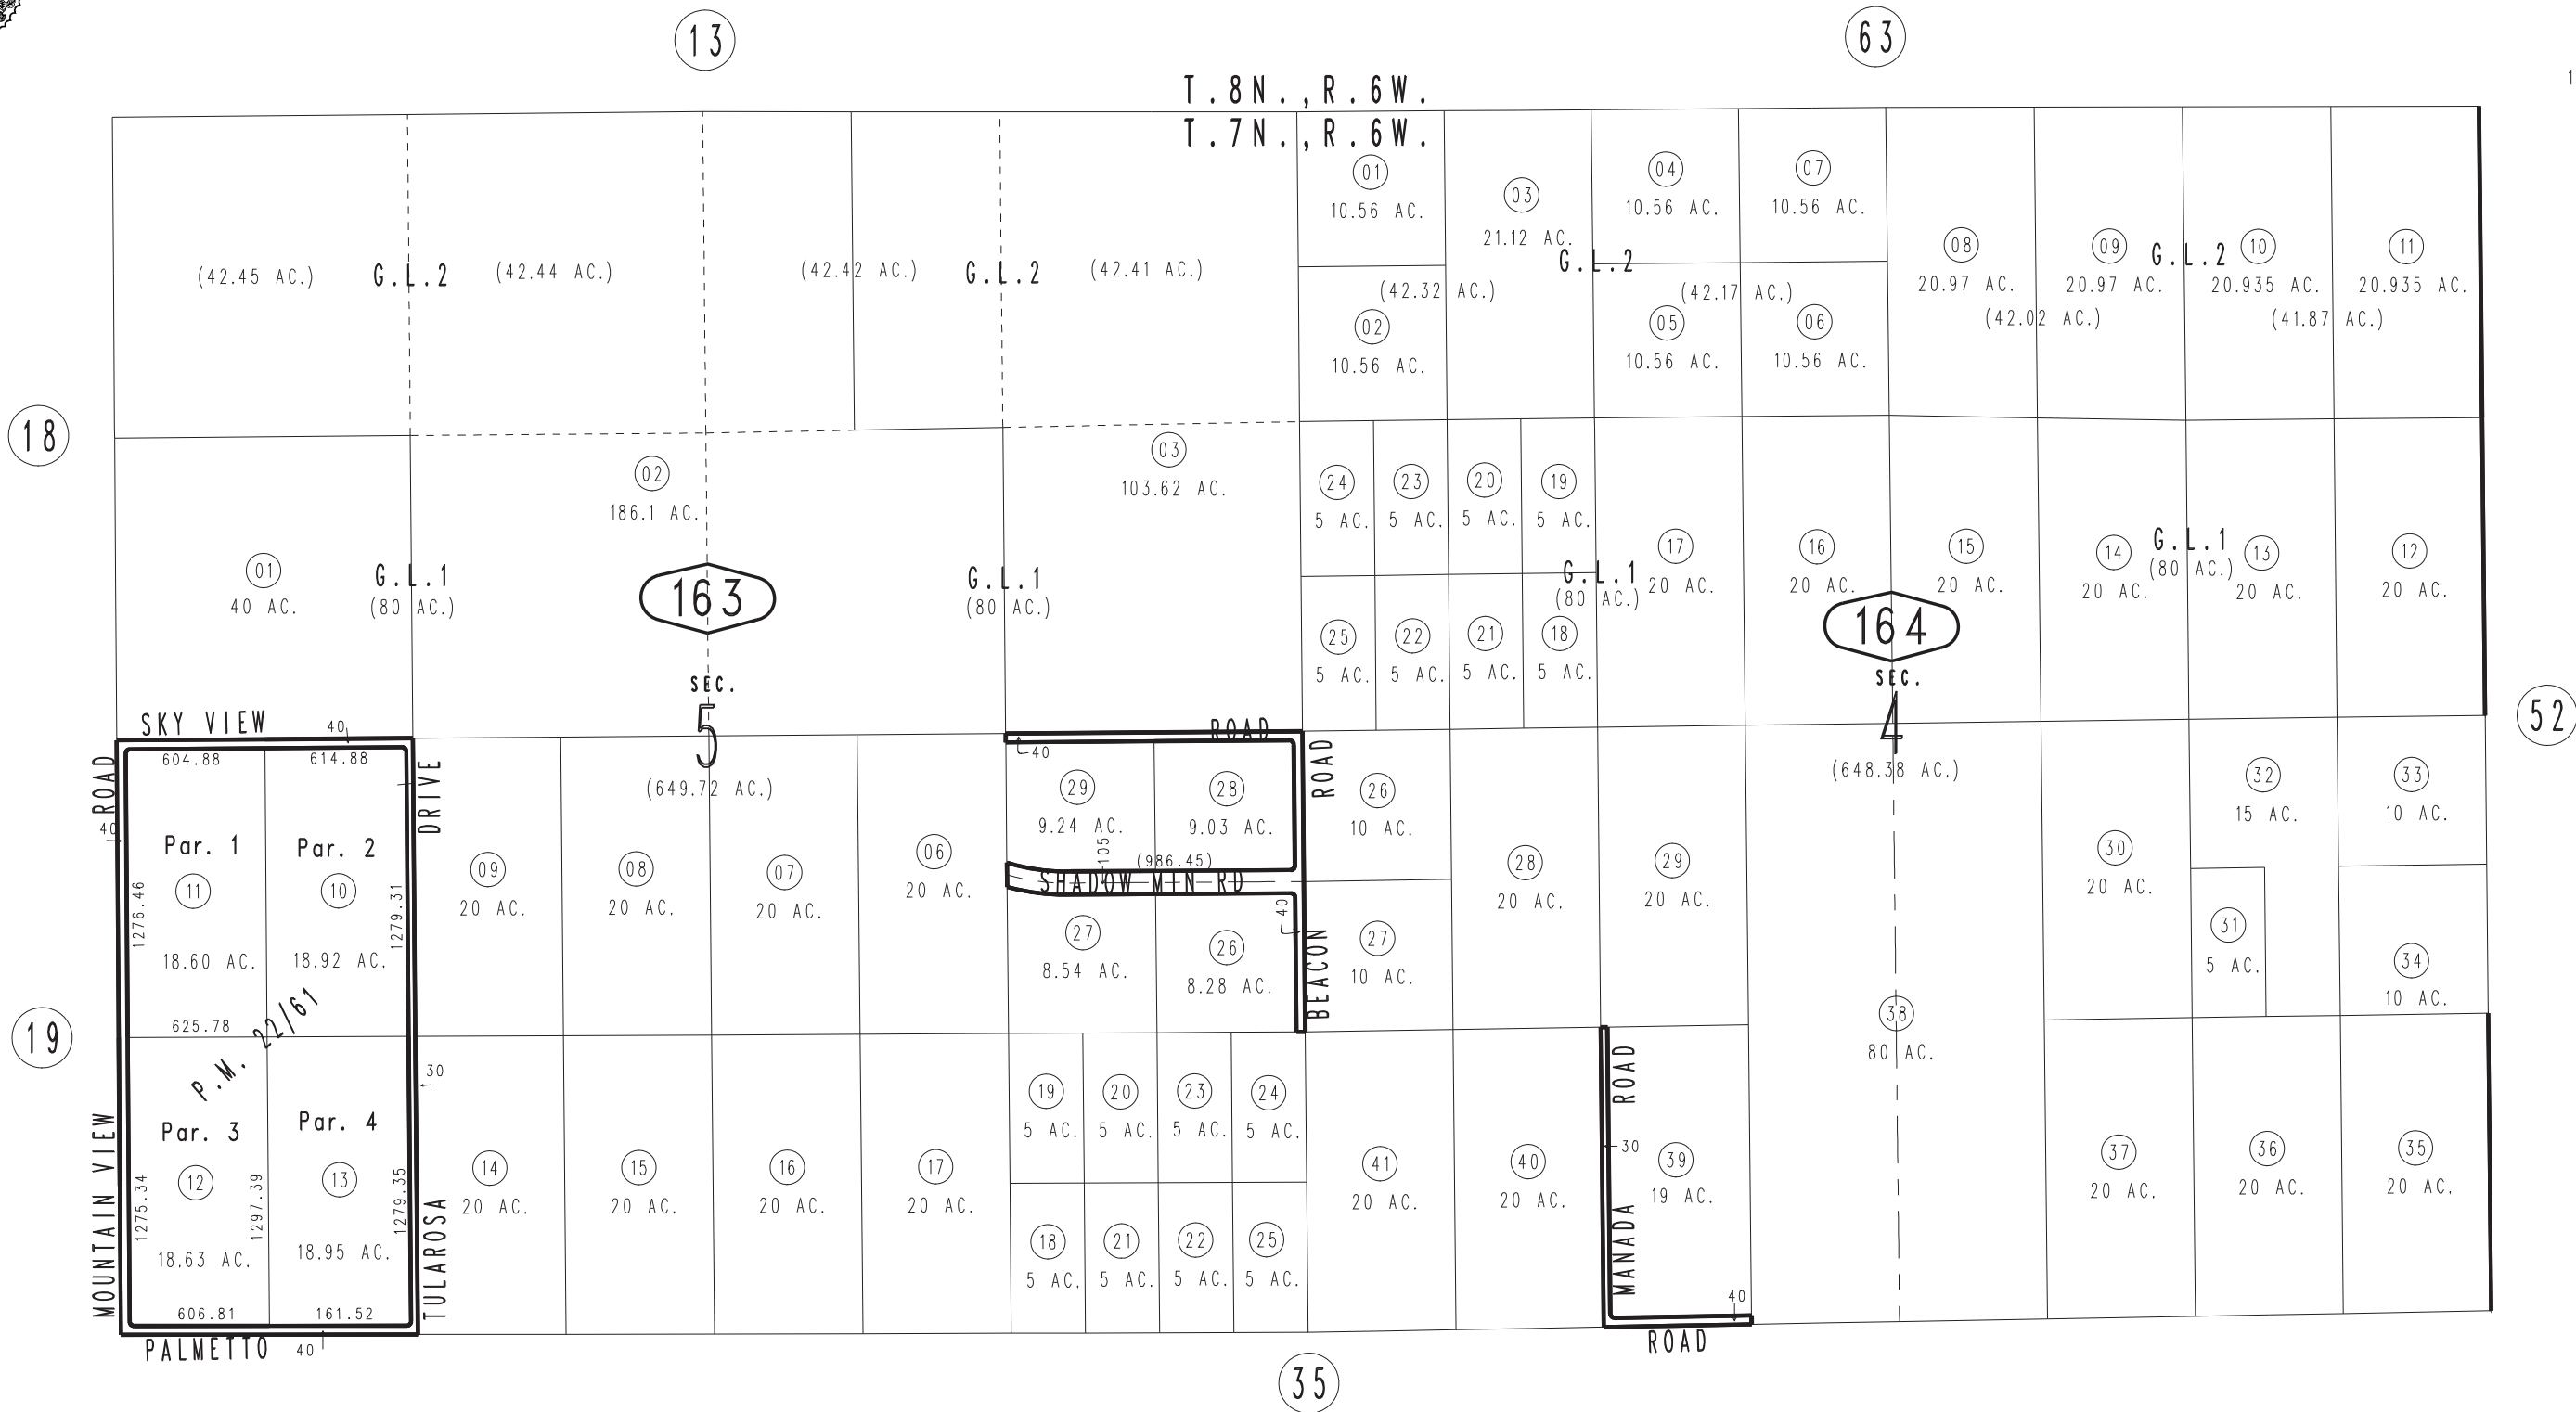 13
63
1
T.8N.,R.6W.
T.7N.,R.6W.
01
10.56 AC.
03
21.12 AC.
04
10.56 AC.
07
10.56 AC.
08
20.97 AC.
09
20.97 AC.
10
20.935 AC.
11
20.935 AC.
(42.45 AC.)
G.L.2
(42.44 AC.)
(42.42 AC.)
G.L.2
(42.41 AC.)
G.L.2
G.L.2
(42.32 AC.)
(42.17 AC.)
(42.02 AC.)
(41.87 AC.)
02
10.56 AC.
05
10.56 AC.
06
10.56 AC.
18
02
186.1 AC.
03
103.62 AC.
24
5 AC.
23
5 AC.
20
5 AC.
19
5 AC.
01
40 AC.
G.L.1
(80 AC.)
163
G.L.1
(80 AC.)
G.L.1
(80 AC.)
17
20 AC.
16
20 AC.
15
20 AC.
14
20 AC.
G.L.1
(80 AC.)
13
20 AC.
12
20 AC.
164
25
5 AC.
22
5 AC.
21
5 AC.
18
5 AC.
SEC.
5
(649.72 AC.)
SEC.
4
(648.38 AC.)
52
SKY VIEW
40
ROAD
40
604.88
614.88
ROAD
DRIVE
ROAD
40
Par. 1
11
18.60 AC.
1276.46
Par. 2
10
18.92 AC.
1279.31
09
20 AC.
08
20 AC.
07
20 AC.
06
20 AC.
29
9.24 AC.
28
9.03 AC.
105
(986.45)
SHADOW MTN RD
27
8.54 AC.
26
8.28 AC.
40
BEACON
26
10 AC.
27
10 AC.
28
20 AC.
29
20 AC.
30
20 AC.
32
15 AC.
33
10 AC.
31
5 AC.
34
10 AC.
38
80 AC.
19
625.78
P.M. 22/61
30
Par. 3
12
18.63 AC.
1275.34
1297.39
Par. 4
13
18.95 AC.
1279.35
606.81
161.52
MOUNTAIN VIEW
TULAROSA
PALMETTO
40
14
20 AC.
15
20 AC.
16
20 AC.
17
20 AC.
19
5 AC.
20
5 AC.
23
5 AC.
24
5 AC.
18
5 AC.
21
5 AC.
22
5 AC.
25
5 AC.
41
20 AC.
40
20 AC.
ROAD
30
MANADA
39
19 AC.
40
ROAD
37
20 AC.
36
20 AC.
35
20 AC.
35